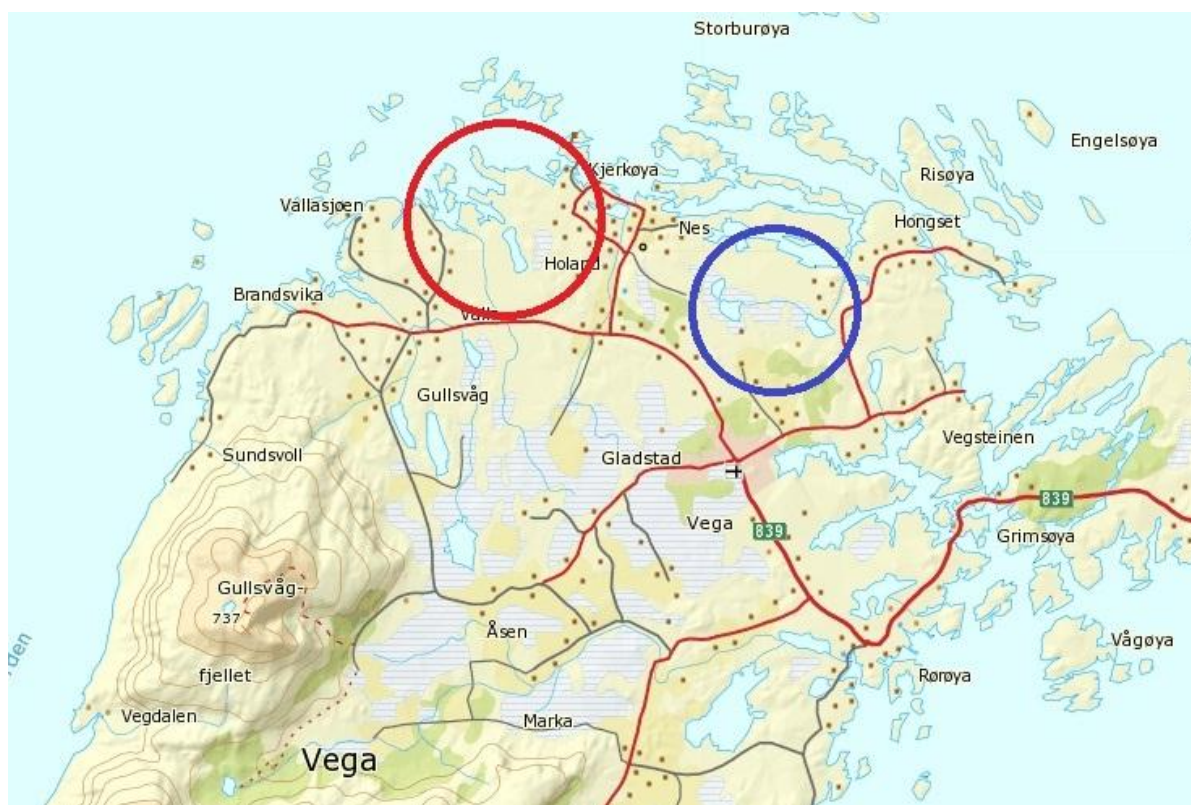 Storburøya
Engelsøya
Kjerkøya
Risøya
Vallasjøen
Hongset
Nes
Holand
Brandsvika
Valla
Gullsvåg
Vegsteinen
Sundsvoll
Gladstad
839
Vega
839
Grimsøya
Gullsvåg-
737
fjellet
Åsen
Vågøya
Rørøya
Vegdalen
Marka
Vega